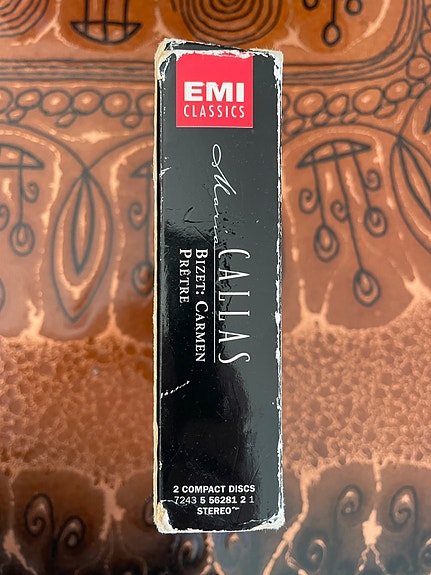 EMI
CLASSICS
Maria CALLAS
BIZET: CARMEN
PRÊTRE
2 COMPACT DISCS
7243 5 56281 2 1
STEREO